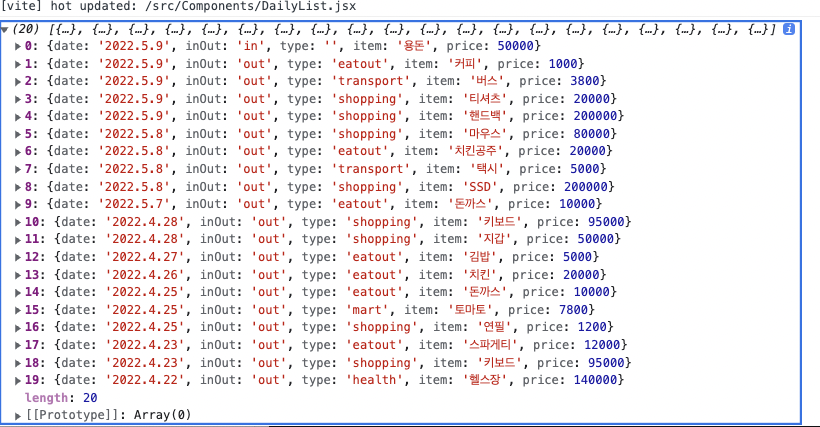 [vite] hot updated: /src/Components/DailyList.jsx
(20) [{…}, {…}, {…}, {…}, {…}, {…}, {…}, {…}, {…}, {…}, {…}, {…}, {…}, {…}, {…}, {…}, {…}, {…}, {…}, {…}] i
0: {date: '2022.5.9', inOut: 'in', type: '', item: '용돈', price: 50000}
1: {date: '2022.5.9', inOut: 'out', type: 'eatout', item: '커피', price: 1000}
2: {date: '2022.5.9', inOut: 'out', type: 'transport', item: '버스', price: 3800}
3: {date: '2022.5.9', inOut: 'out', type: 'shopping', item: '티셔츠', price: 20000}
4: {date: '2022.5.9', inOut: 'out', type: 'shopping', item: '핸드백', price: 200000}
5: {date: '2022.5.8', inOut: 'out', type: 'shopping', item: '마우스', price: 80000}
6: {date: '2022.5.8', inOut: 'out', type: 'eatout', item: '치킨공주', price: 20000}
7: {date: '2022.5.8', inOut: 'out', type: 'transport', item: '택시', price: 5000}
8: {date: '2022.5.8', inOut: 'out', type: 'shopping', item: 'SSD', price: 200000}
9: {date: '2022.5.7', inOut: 'out', type: 'eatout', item: '돈까스', price: 10000}
10: {date: '2022.4.28', inOut: 'out', type: 'shopping', item: '키보드', price: 95000}
11: {date: '2022.4.28', inOut: 'out', type: 'shopping', item: '지갑', price: 50000}
12: {date: '2022.4.27', inOut: 'out', type: 'eatout', item: '김밥', price: 5000}
13: {date: '2022.4.26', inOut: 'out', type: 'eatout', item: '치킨', price: 20000}
14: {date: '2022.4.25', inOut: 'out', type: 'eatout', item: '돈까스', price: 10000}
15: {date: '2022.4.25', inOut: 'out', type: 'mart', item: '토마토', price: 7800}
16: {date: '2022.4.25', inOut: 'out', type: 'shopping', item: '연필', price: 1200}
17: {date: '2022.4.23', inOut: 'out', type: 'eatout', item: '스파게티', price: 12000}
18: {date: '2022.4.23', inOut: 'out', type: 'shopping', item: '키보드', price: 95000}
19: {date: '2022.4.22', inOut: 'out', type: 'health', item: '헬스장', price: 140000}
length: 20
[[Prototype]]: Array(0)